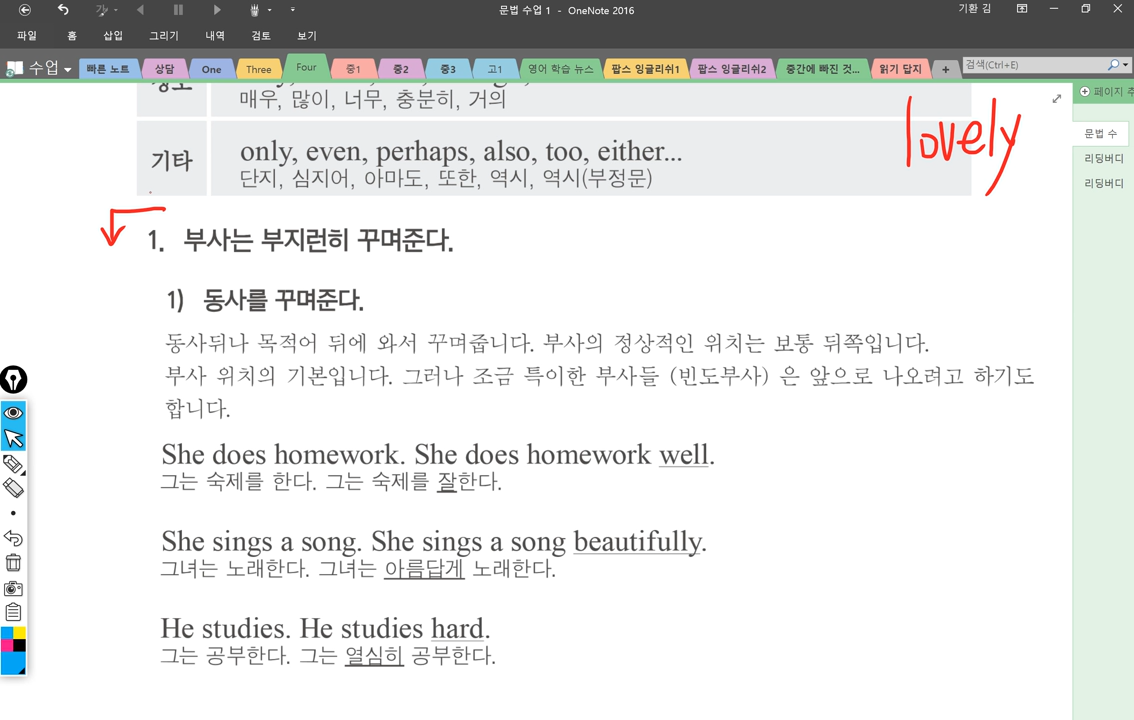 문법 수업 1 - OneNote 2016
기환 김
파일 홈 삽입 그리기 내역 검토 보기
수업 빠른 노트 상담 One Three Four 중1 중2 중3 고1 영어 학습 뉴스 팝스 잉글리쉬1 팝스 잉글리쉬2 중간에 빠진 것... 읽기 답지 + 검색(Ctrl+E)
페이지
매우, 많이, 너무, 충분히, 거의
lovely
문법 수
리딩버디
리딩버디
기타
only, even, perhaps, also, too, either...
단지, 심지어, 아마도, 또한, 역시, 역시(부정문)
1. 부사는 부지런히 꾸며준다.
1) 동사를 꾸며준다.
동사뒤나 목적어 뒤에 와서 꾸며줍니다. 부사의 정상적인 위치는 보통 뒤쪽입니다.
부사 위치의 기본입니다. 그러나 조금 특이한 부사들 (빈도부사) 은 앞으로 나오려고 하기도
합니다.
She does homework. She does homework well.
그는 숙제를 한다. 그는 숙제를 잘한다.
She sings a song. She sings a song beautifully.
그녀는 노래한다. 그녀는 아름답게 노래한다.
He studies. He studies hard.
그는 공부한다. 그는 열심히 공부한다.